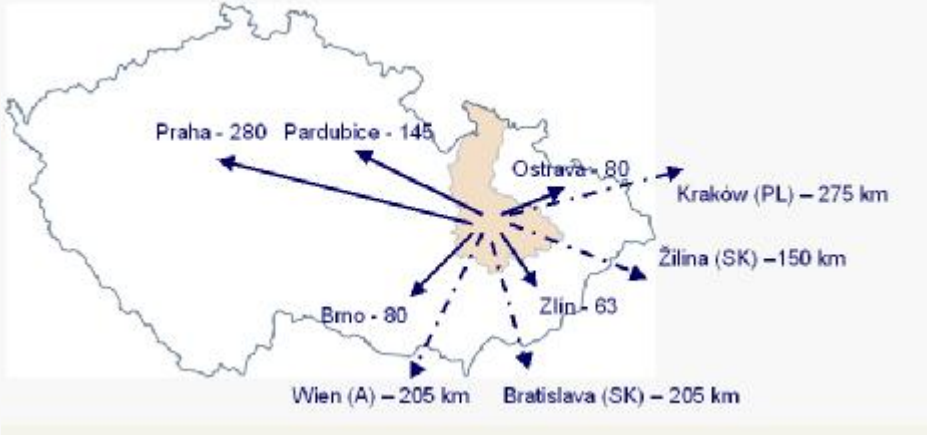 Praha - 280 Pardubice - 145
Ostrava - 80
Kraków (PL) – 275 km
Žilina (SK) –150 km
Brno - 80
Zlín - 63
Wien (A) – 205 km
Bratislava (SK) – 205 km